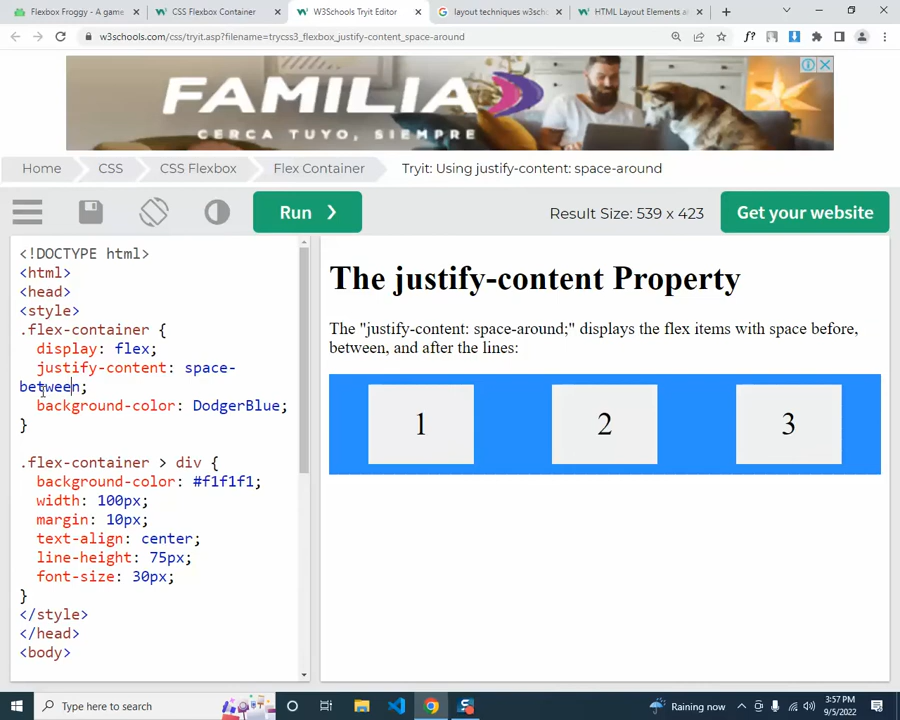 Flexbox Froggy - A game
CSS Flexbox Container
W3Schools Tryit Editor
layout techniques w3sch
HTML Layout Elements a
w3schools.com/css/tryit.asp?filename=trycss3_flexbox_justify-content_space-around
f?
FAMILIA
CERCA TUYO, SIEMPRE
Home
CSS
CSS Flexbox
Flex Container
Tryit: Using justify-content: space-around
Run ❯
Result Size: 539 x 423
Get your website
<!DOCTYPE html>
<html>
<head>
<style>
.flex-container {
display: flex;
justify-content: space-
between;
background-color: DodgerBlue;
}
.flex-container > div {
background-color: #f1f1f1;
width: 100px;
margin: 10px;
text-align: center;
line-height: 75px;
font-size: 30px;
}
</style>
</head>
<body>
The justify-content Property
The "justify-content: space-around;" displays the flex items with space before,
between, and after the lines:
1
2
3
Type here to search
Raining now
3:57 PM
9/5/2022